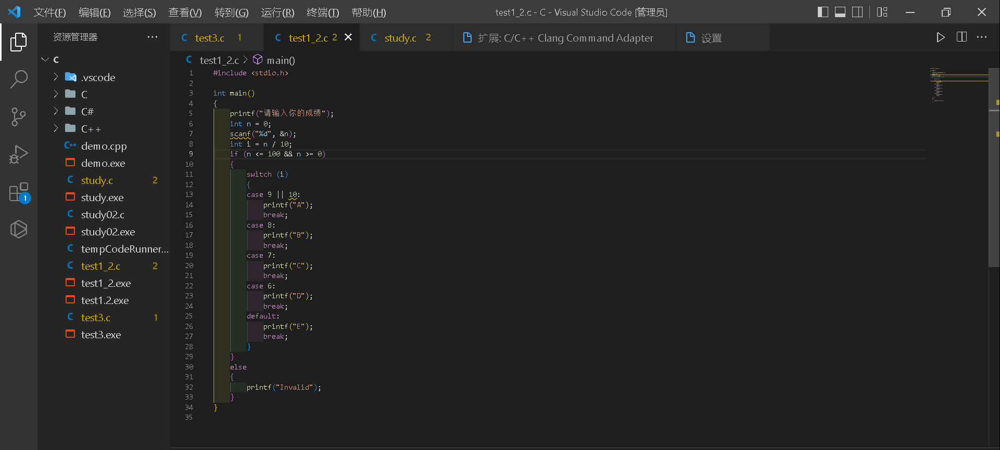 文件(F) 编辑(E) 选择(S) 查看(V) 转到(G) 运行(R) 终端(T) 帮助(H) test1_2.c - C - Visual Studio Code [管理员]
资源管理器 ···
C
.vscode
C
C#
C++
demo.cpp
demo.exe
study.c 2
study.exe
study02.c
study02.exe
tempCodeRunner...
test1_2.c 2
test1_2.exe
test1.2.exe
test3.c 1
test3.exe
1
C test3.c 1 C test1_2.c 2 C study.c 2 扩展: C/C++ Clang Command Adapter 设置
C test1_2.c > main()
1 #include <stdio.h>
2
3 int main()
4 {
5 printf("请输入你的成绩");
6 int n = 0;
7 scanf("%d", &n);
8 int i = n / 10;
9 if (n <= 100 && n >= 0)
10 {
11 switch (i)
12 {
13 case 9 || 10:
14 printf("A");
15 break;
16 case 8:
17 printf("B");
18 break;
19 case 7:
20 printf("C");
21 break;
22 case 6:
23 printf("D");
24 break;
25 default:
26 printf("E");
27 break;
28 }
29 }
30 else
31 {
32 printf("Invalid");
33 }
34 }
35